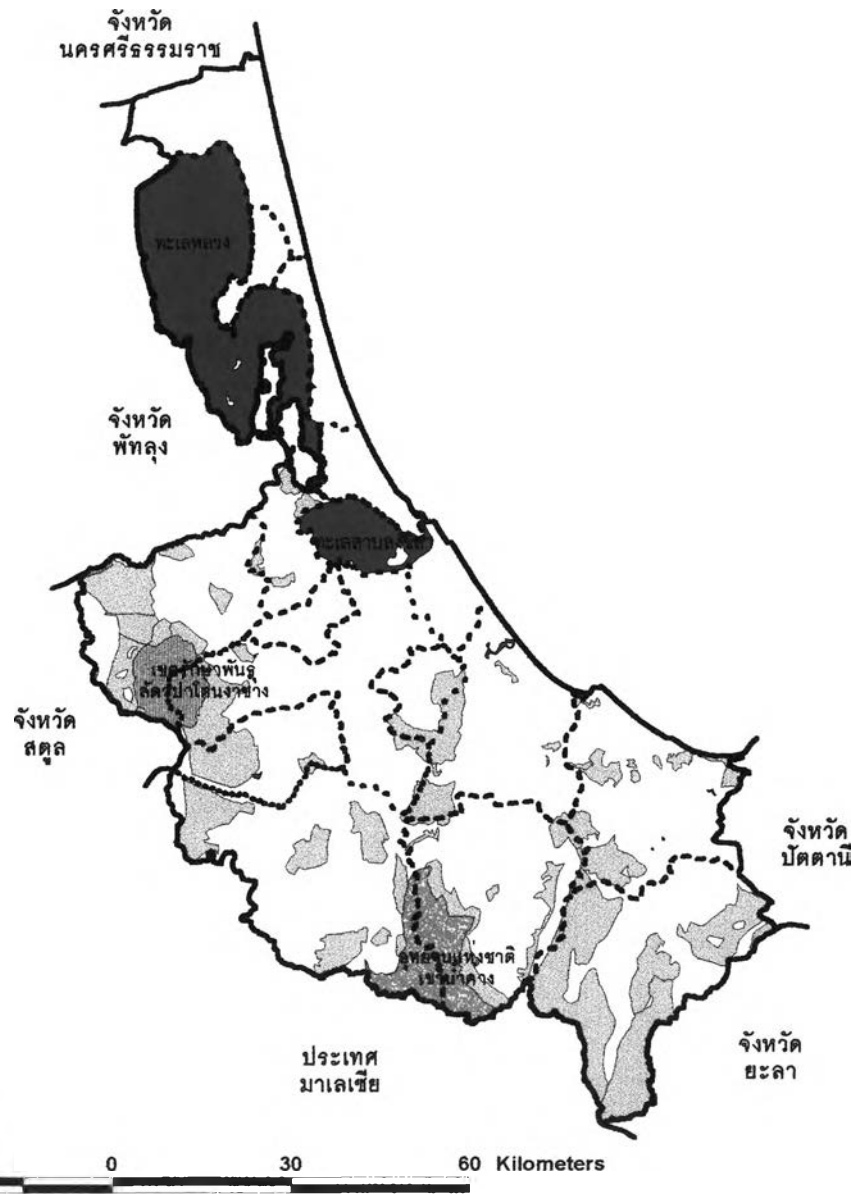 จังหวัด
นครศรีธรรมราช
ทะเลหลวง
จังหวัด
พัทลุง
ทะเลสาบสงขลา
เขตรักษาพันธุ์
สัตว์ป่าโตนงาช้าง
จังหวัด
สตูล
จังหวัด
ปัตตานี
อุทยานแห่งชาติ
เขาน้ำค้าง
ประเทศ
มาเลเซีย
จังหวัด
ยะลา
0 30 60 Kilometers